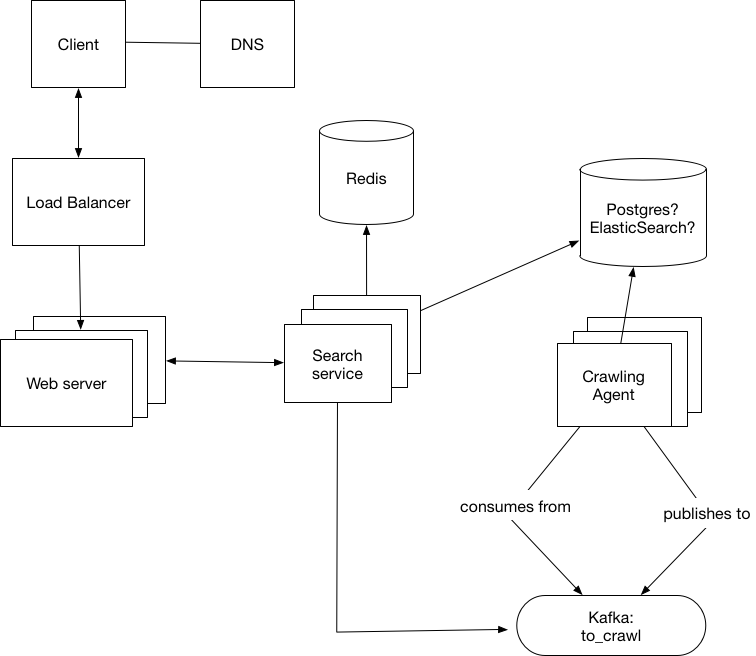 Client
DNS
Load Balancer
Redis
Postgres?
ElasticSearch?
Web server
Search
service
Crawling
Agent
consumes from
publishes to
Kafka:
to_crawl